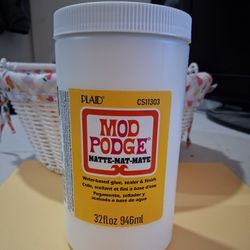 PLAID®
CS11303
MOD
PODGE®
MATTE-MAT-MATE
Water-based glue, sealer & finish
Colle, scellant et fini à base d'eau
Pegamento, sellador y
acabado a base de agua
32fl oz 946ml